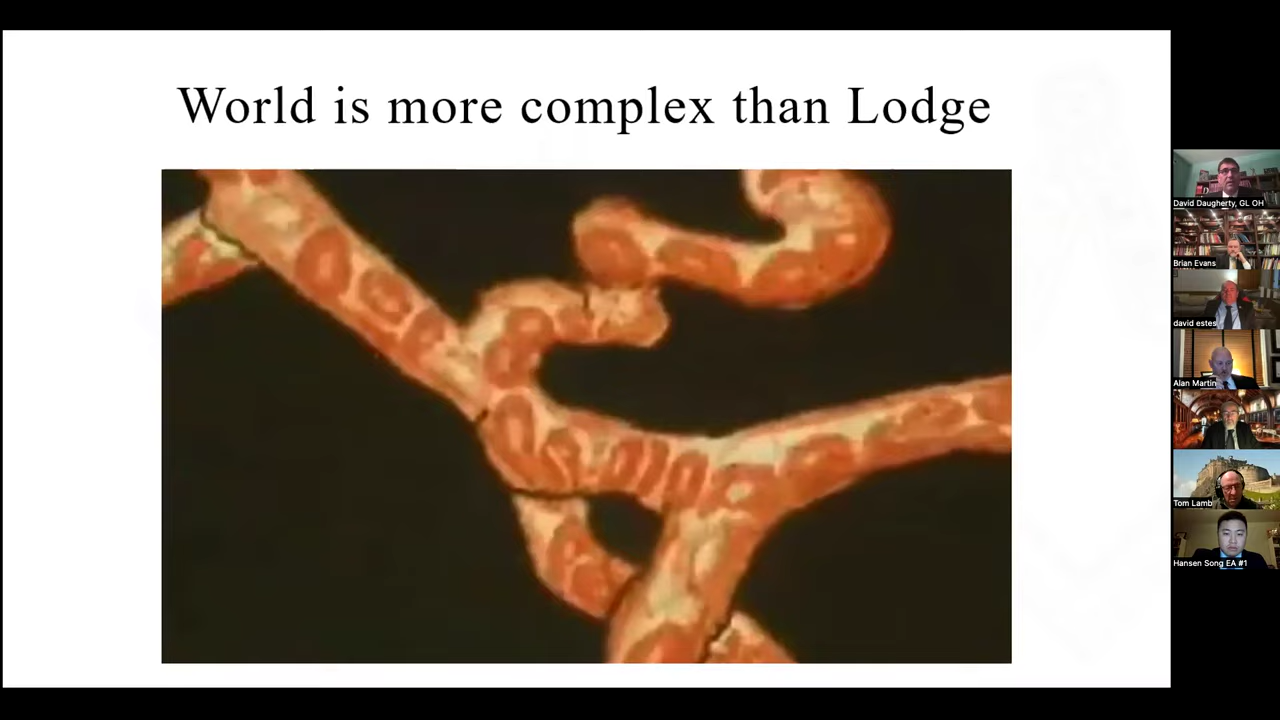 World is more complex than Lodge
David Daugherty, GL OH
Brian Evans
david estes
Alan Martin
Tom Lamb
Hansen Song EA #1